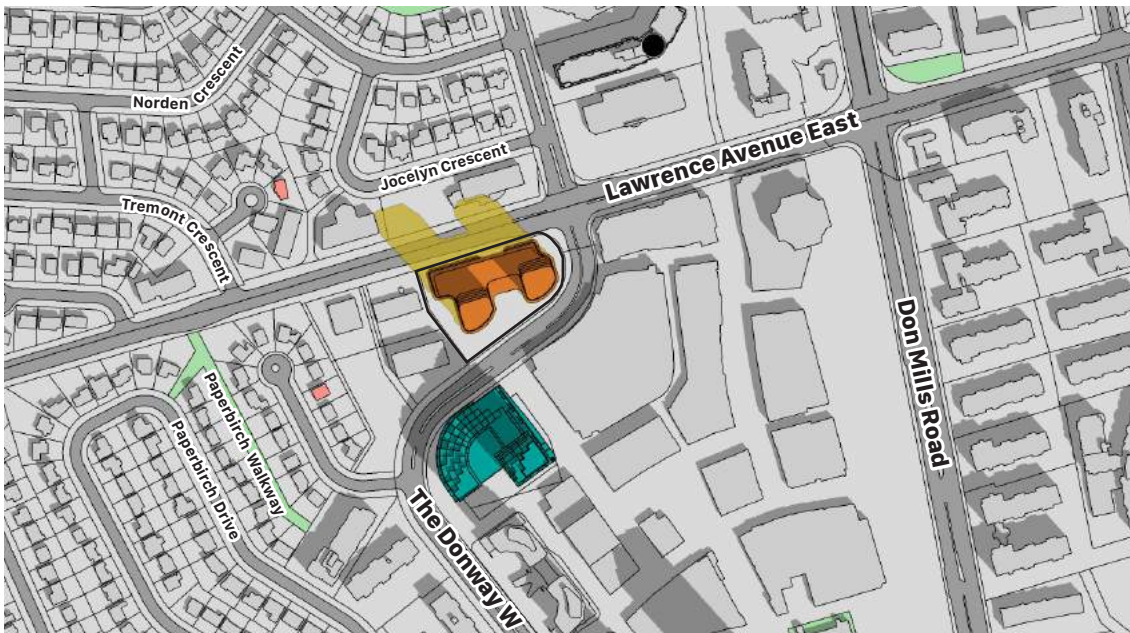 Norden Crescent
Jocelyn Crescent
Lawrence Avenue East
Tremont Crescent
Don Mills Road
Paperbirch Walkway
Paperbirch Drive
The Donway W